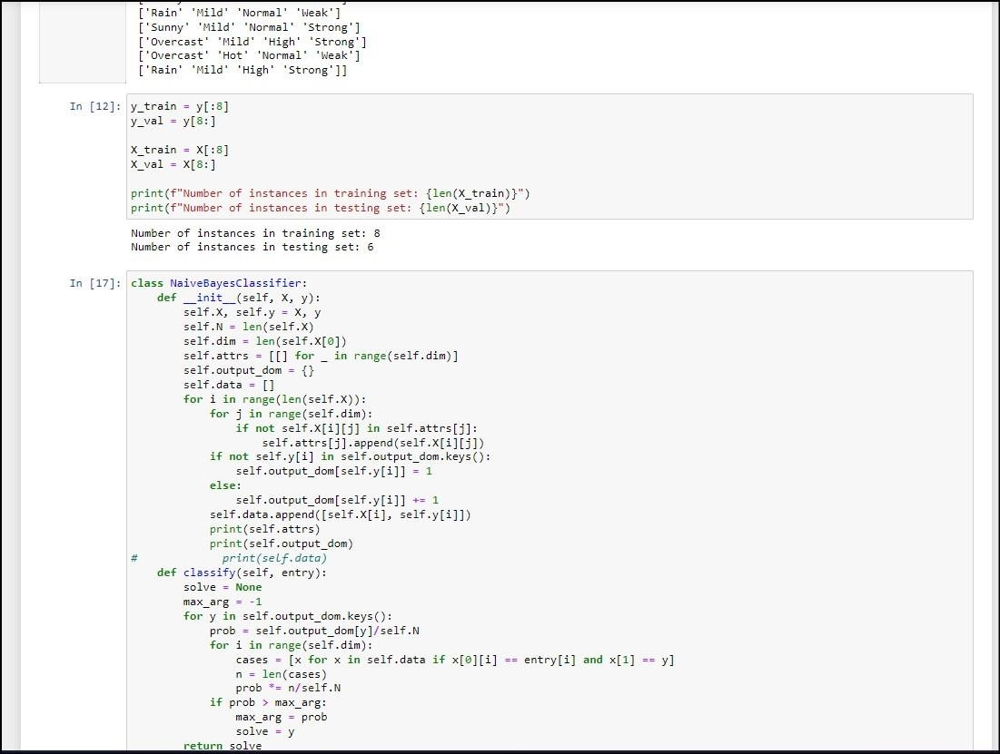 ['Rain' 'Mild' 'Normal' 'Weak']
['Sunny' 'Mild' 'Normal' 'Strong']
['Overcast' 'Mild' 'High' 'Strong']
['Overcast' 'Hot' 'Normal' 'Weak']
['Rain' 'Mild' 'High' 'Strong']]
In [12]:
y_train = y[:8]
y_val = y[8:]
X_train = X[:8]
X_val = X[8:]
print(f"Number of instances in training set: {len(X_train)}")
print(f"Number of instances in testing set: {len(X_val)}")
Number of instances in training set: 8
Number of instances in testing set: 6
In [17]:
class NaiveBayesClassifier:
    def __init__(self, X, y):
        self.X, self.y = X, y
        self.N = len(self.X)
        self.dim = len(self.X[0])
        self.attrs = [[] for _ in range(self.dim)]
        self.output_dom = {}
        self.data = []
        for i in range(len(self.X)):
            for j in range(self.dim):
                if not self.X[i][j] in self.attrs[j]:
                    self.attrs[j].append(self.X[i][j])
            if not self.y[i] in self.output_dom.keys():
                self.output_dom[self.y[i]] = 1
            else:
                self.output_dom[self.y[i]] += 1
            self.data.append([self.X[i], self.y[i]])
            print(self.attrs)
            print(self.output_dom)
#             print(self.data)
    def classify(self, entry):
        solve = None
        max_arg = -1
        for y in self.output_dom.keys():
            prob = self.output_dom[y]/self.N
            for i in range(self.dim):
                cases = [x for x in self.data if x[0][i] == entry[i] and x[1] == y]
                n = len(cases)
                prob *= n/self.N
            if prob > max_arg:
                max_arg = prob
                solve = y
        return solve